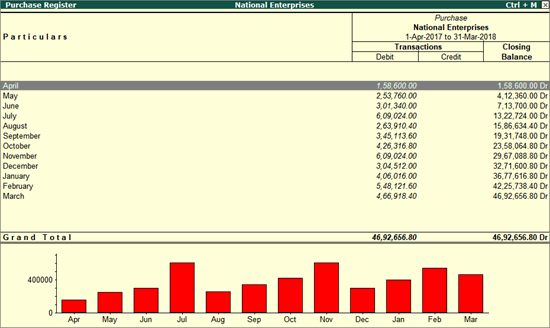 Purchase Register National Enterprises Ctrl + M
Purchase
National Enterprises
1-Apr-2017 to 31-Mar-2018
Particulars Transactions Closing
Debit Credit Balance
April 1,58,600.00 1,58,600.00 Dr
May 2,53,760.00 4,12,360.00 Dr
June 3,01,340.00 7,13,700.00 Dr
July 6,09,024.00 13,22,724.00 Dr
August 2,63,910.40 15,86,634.40 Dr
September 3,45,113.60 19,31,748.00 Dr
October 4,26,316.80 23,58,064.80 Dr
November 6,09,024.00 29,67,088.80 Dr
December 3,04,512.00 32,71,600.80 Dr
January 4,06,016.00 36,77,616.80 Dr
February 5,48,121.60 42,25,738.40 Dr
March 4,66,918.40 46,92,656.80 Dr
Grand Total 46,92,656.80 46,92,656.80 Dr
400000
0
Apr May Jun Jul Aug Sep Oct Nov Dec Jan Feb Mar